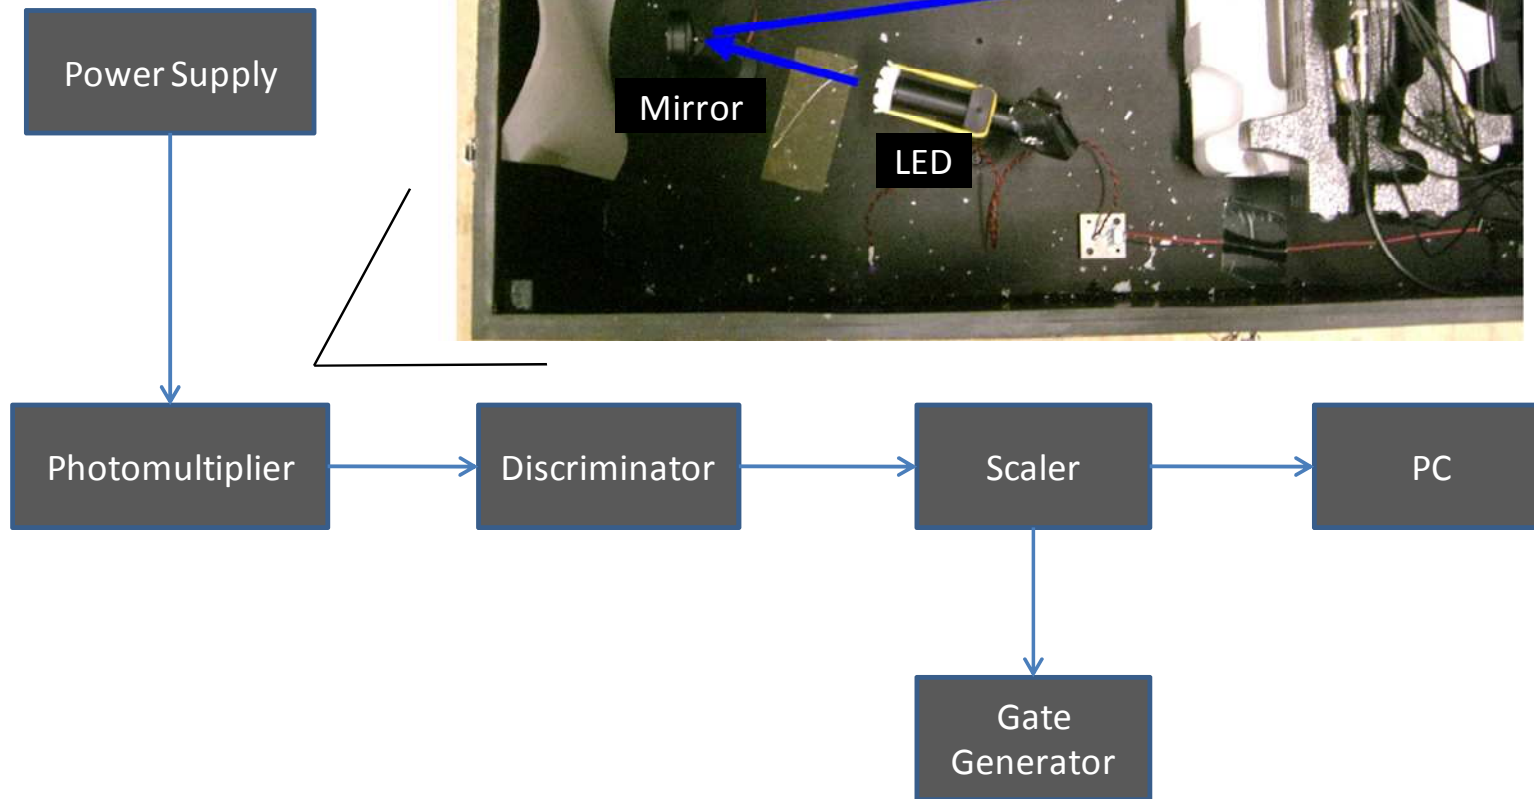 Power Supply
Mirror
LED
Photomultiplier
Discriminator
Scaler
PC
Gate
Generator